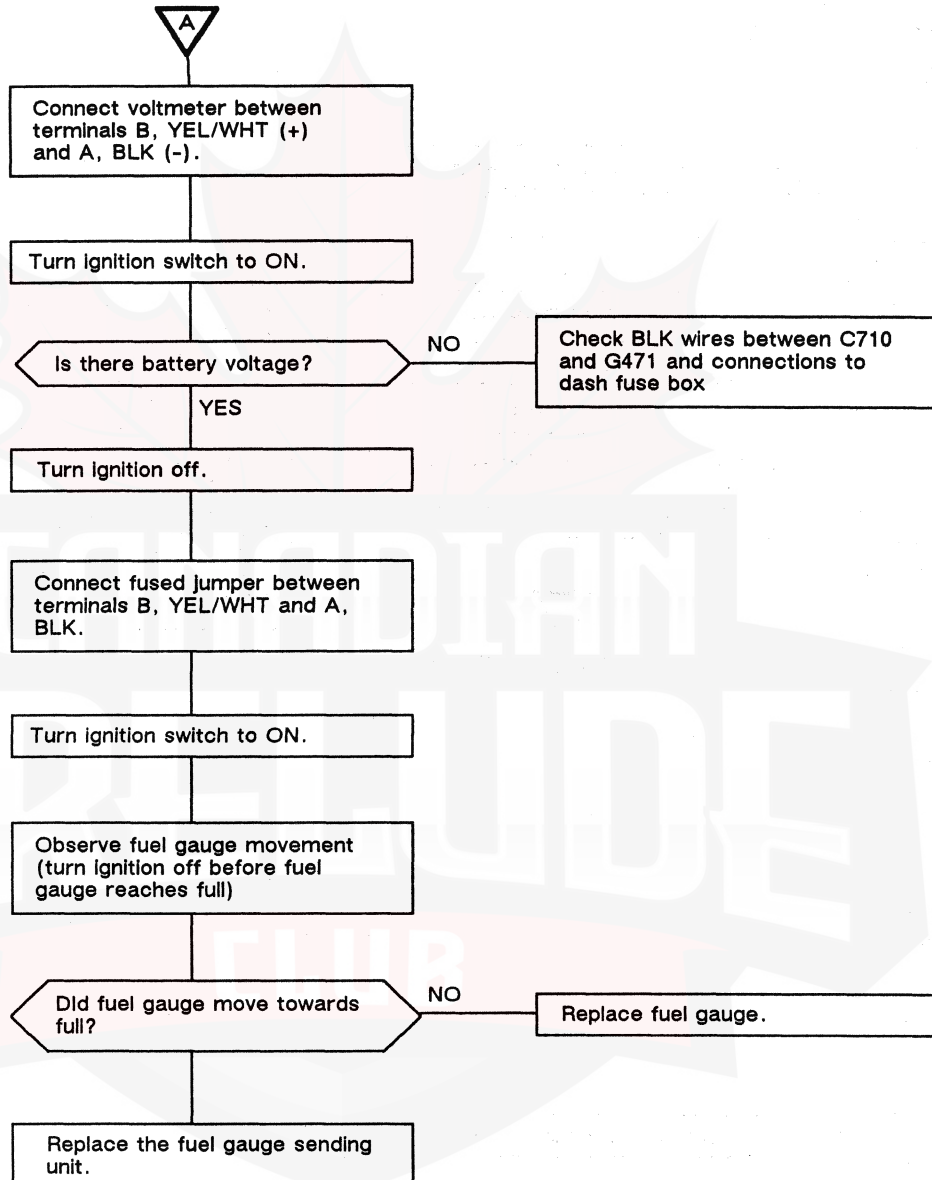 A
Connect voltmeter between
terminals B, YEL/WHT (+)
and A, BLK (-).
Turn ignition switch to ON.
Is there battery voltage?
NO
Check BLK wires between C710
and G471 and connections to
dash fuse box
YES
Turn ignition off.
Connect fused jumper between
terminals B, YEL/WHT and A,
BLK.
Turn ignition switch to ON.
Observe fuel gauge movement
(turn ignition off before fuel
gauge reaches full)
Did fuel gauge move towards
full?
NO
Replace fuel gauge.
Replace the fuel gauge sending
unit.
CANADIAN
PRELUDE
CLUB